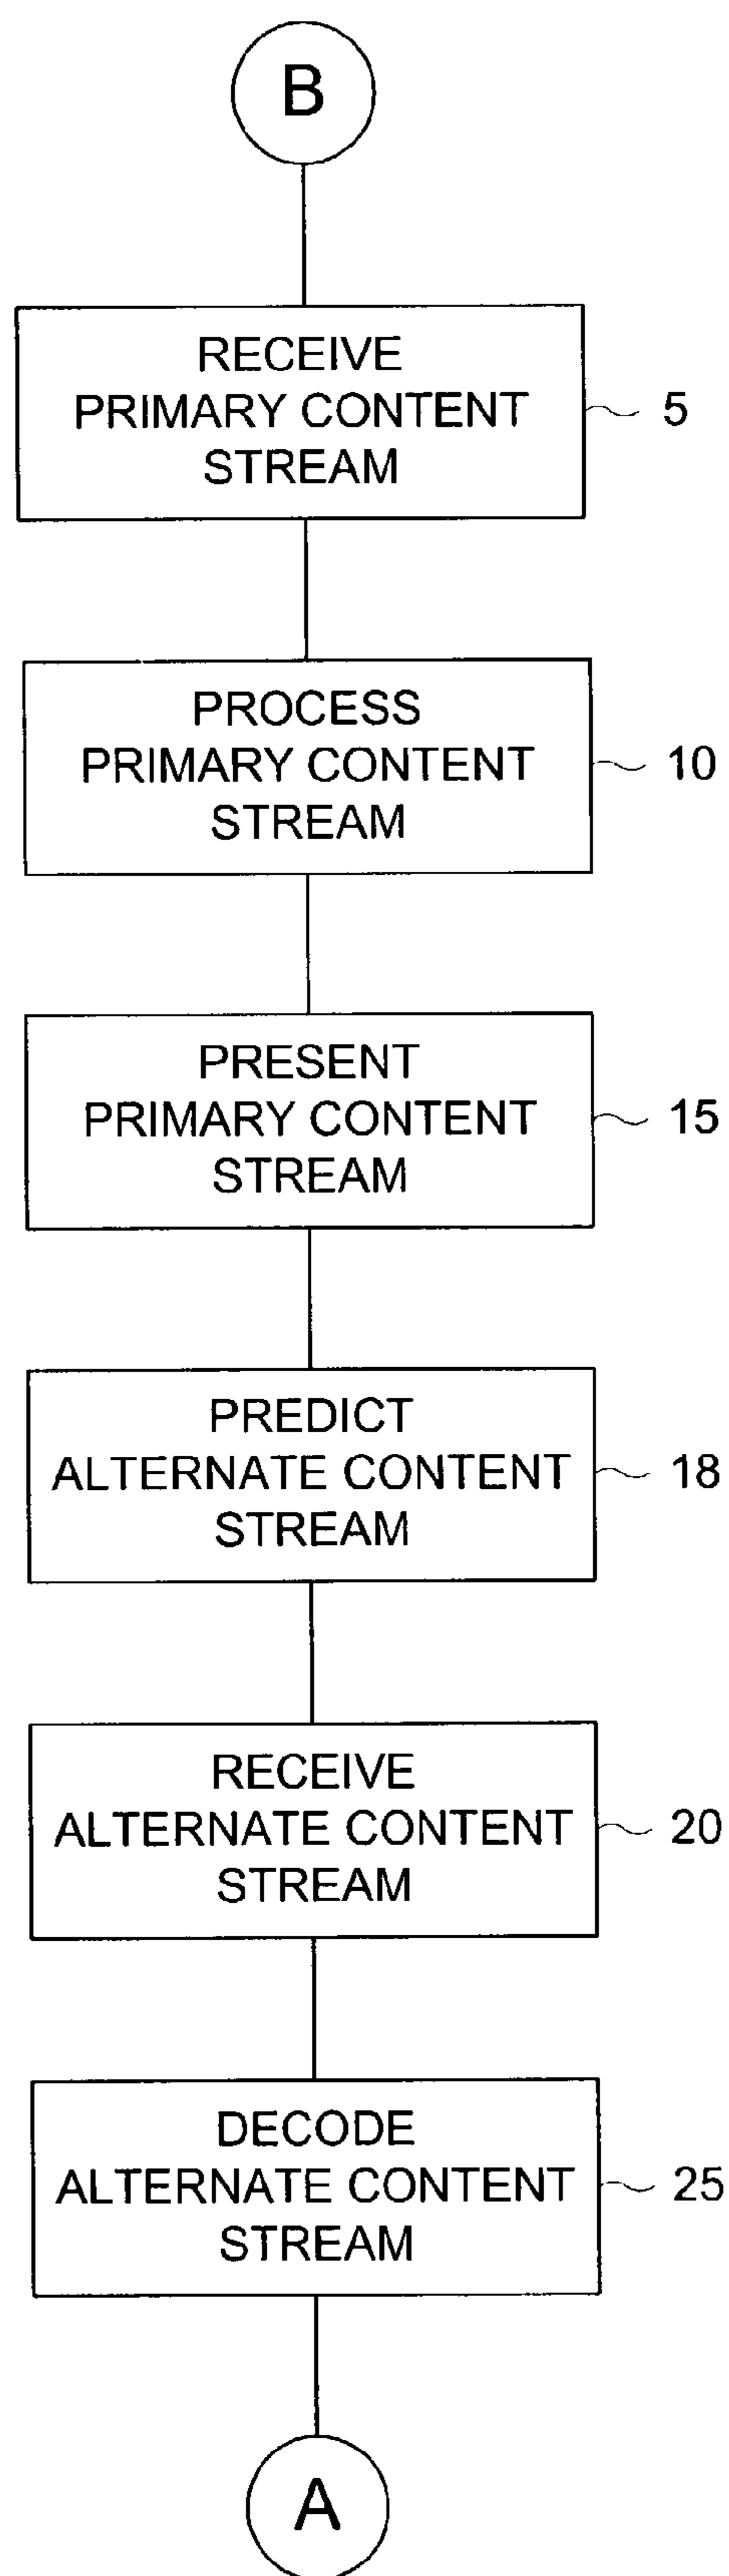 B
RECEIVE
PRIMARY CONTENT
STREAM
5
PROCESS
PRIMARY CONTENT
STREAM
10
PRESENT
PRIMARY CONTENT
STREAM
15
PREDICT
ALTERNATE CONTENT
STREAM
18
RECEIVE
ALTERNATE CONTENT
STREAM
20
DECODE
ALTERNATE CONTENT
STREAM
25
A